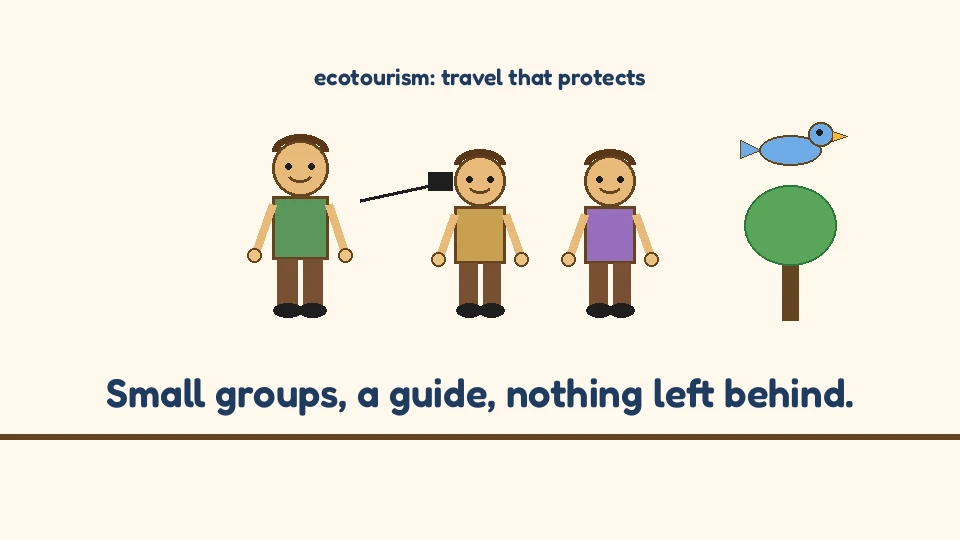 ecotourism: travel that protects
Small groups, a guide, nothing left behind.